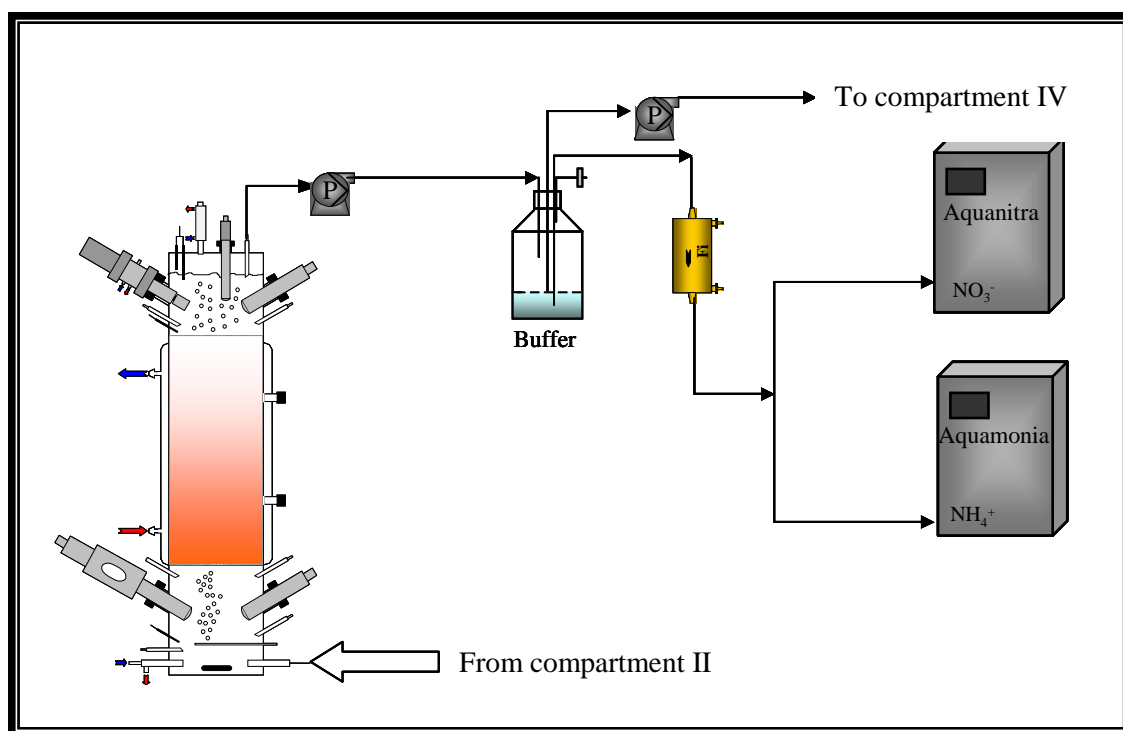 To compartment IV
P
P
Aquanitra
NO₃⁻
Fi
Buffer
Aquamonia
NH₄⁺
From compartment II